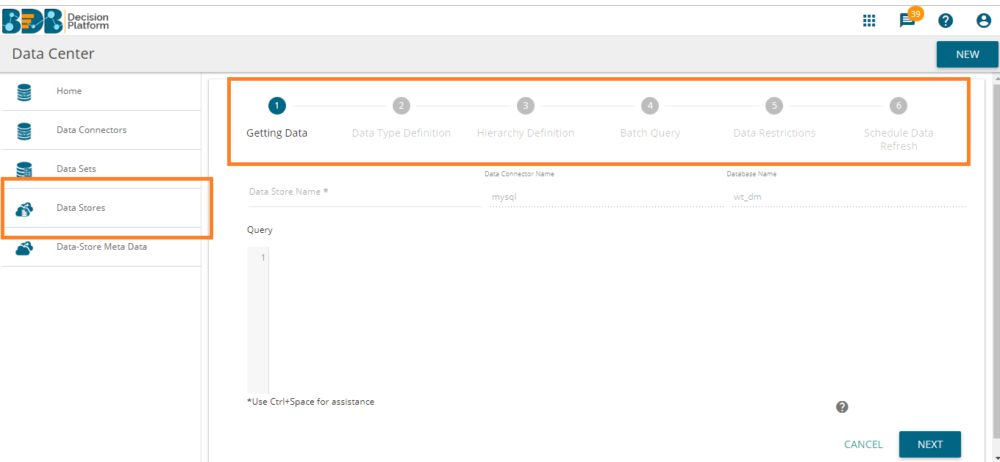 BDB
Decision
Platform
39
?
Data Center
NEW
Home
Data Connectors
Data Sets
Data Stores
Data-Store Meta Data
1
2
3
4
5
6
Getting Data
Data Type Definition
Hierarchy Definition
Batch Query
Data Restrictions
Schedule Data
Refresh
Data Store Name *
Data Connector Name
mysql
Database Name
wt_dm
Query
1
*Use Ctrl+Space for assistance
?
CANCEL
NEXT